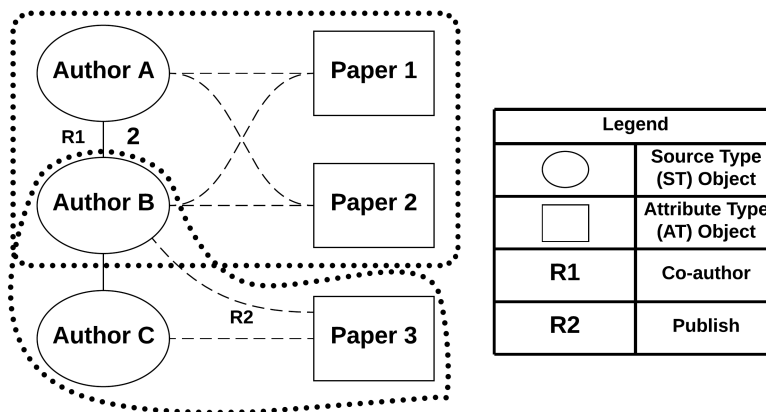 Author A
Paper 1
R1
2
Author B
Paper 2
R2
Author C
Paper 3
Legend
Source Type
(ST) Object
Attribute Type
(AT) Object
R1
Co-author
R2
Publish